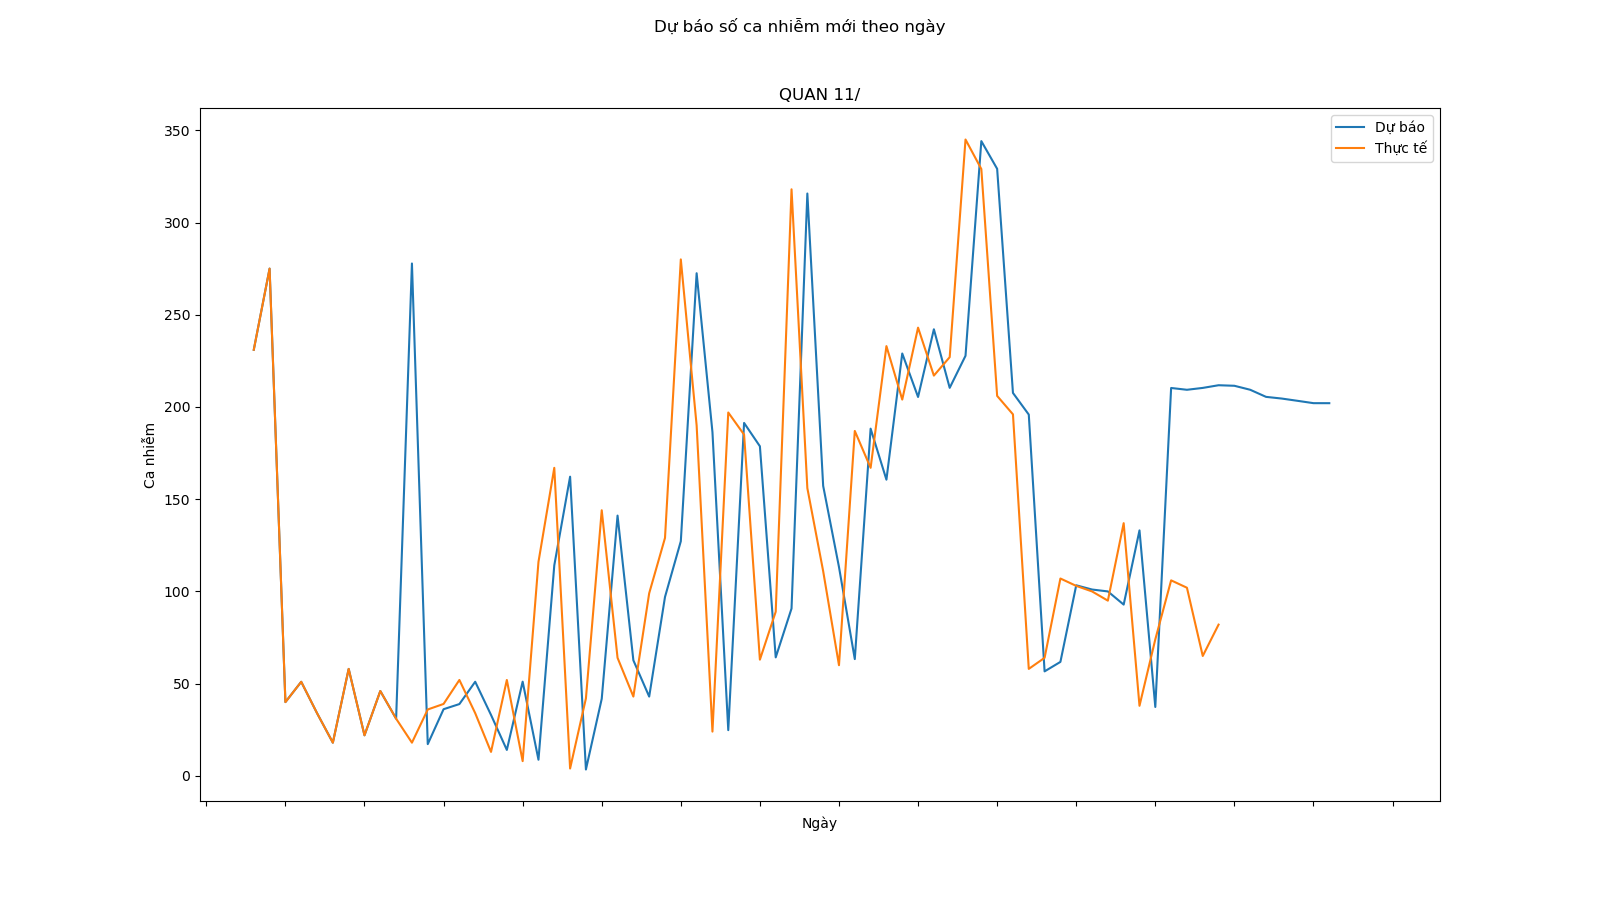 Dự báo số ca nhiễm mới theo ngày
QUAN 11/
Dự báo
Thực tế
350
300
250
200
150
100
50
0
Ca nhiễm
Ngày